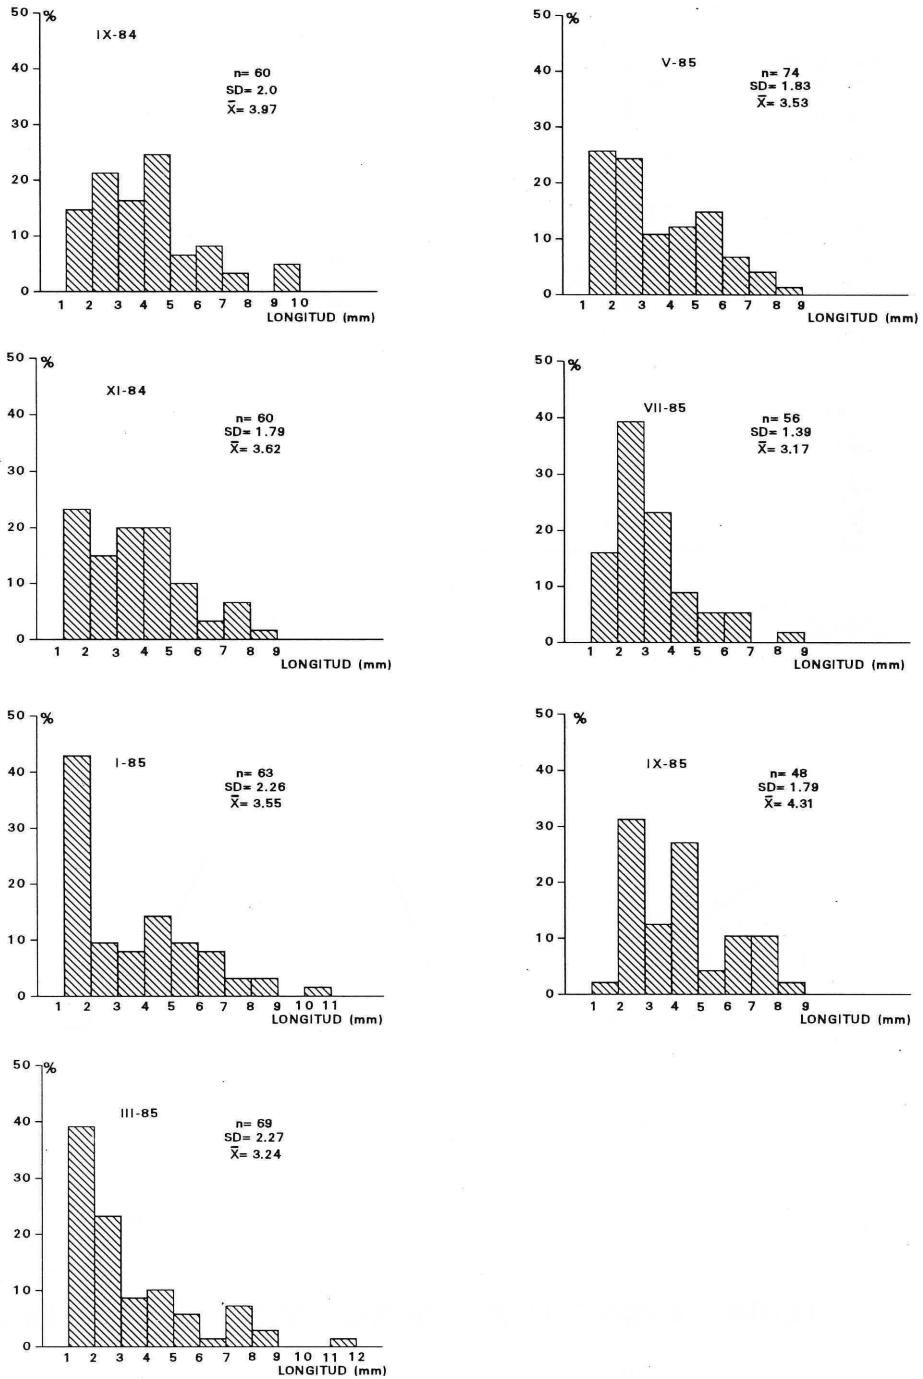 50 %
IX-84
n= 60
SD= 2.0
X̄= 3.97
40
30
20
10
0
1 2 3 4 5 6 7 8 9 10
LONGITUD (mm)
50 %
V-85
n= 74
SD= 1.83
X̄= 3.53
40
30
20
10
0
1 2 3 4 5 6 7 8 9
LONGITUD (mm)
50 %
XI-84
n= 60
SD= 1.79
X̄= 3.62
40
30
20
10
0
1 2 3 4 5 6 7 8 9
LONGITUD (mm)
50 %
VII-85
n= 56
SD= 1.39
X̄= 3.17
40
30
20
10
0
1 2 3 4 5 6 7 8 9
LONGITUD (mm)
50 %
I-85
n= 63
SD= 2.26
X̄= 3.55
40
30
20
10
0
1 2 3 4 5 6 7 8 9 10 11
LONGITUD (mm)
50 %
IX-85
n= 48
SD= 1.79
X̄= 4.31
40
30
20
10
0
1 2 3 4 5 6 7 8 9
LONGITUD (mm)
50 %
III-85
n= 69
SD= 2.27
X̄= 3.24
40
30
20
10
0
1 2 3 4 5 6 7 8 9 10 11 12
LONGITUD (mm)